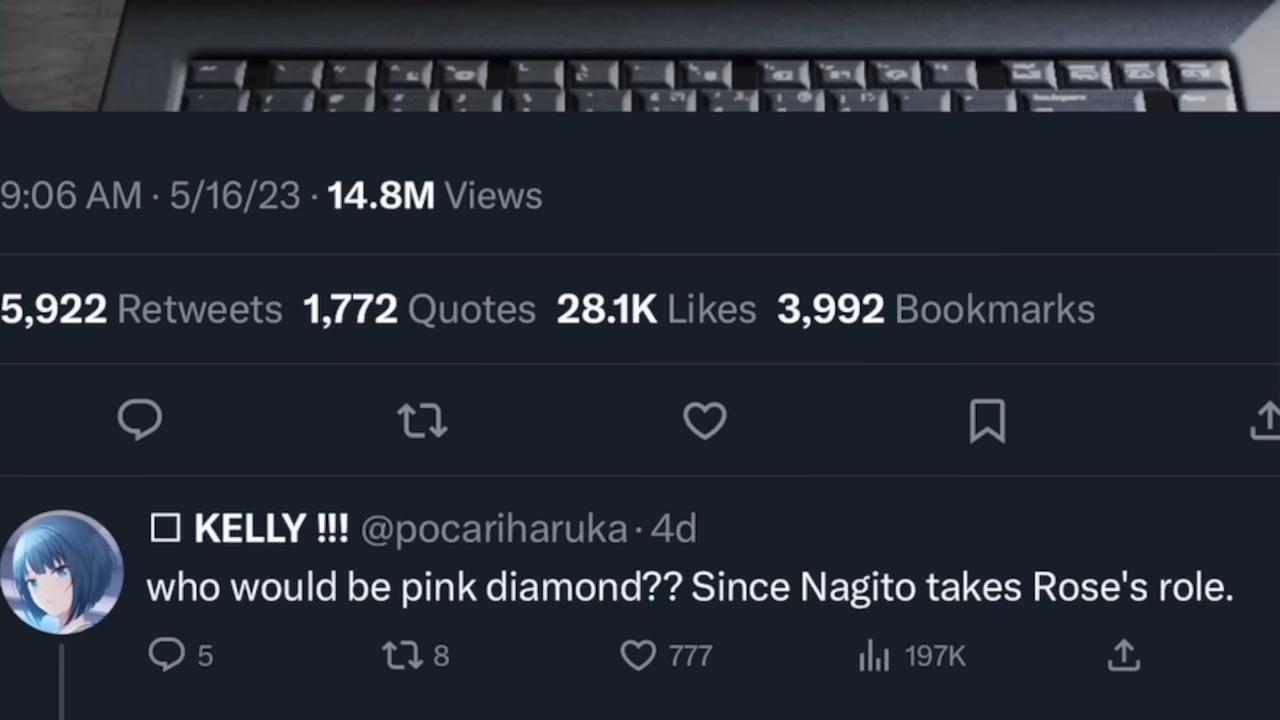 9:06 AM · 5/16/23 · 14.8M Views
5,922 Retweets 1,772 Quotes 28.1K Likes 3,992 Bookmarks
□ KELLY !!! @pocariharuka · 4d
who would be pink diamond?? Since Nagito takes Rose's role.
5 8 777 197K